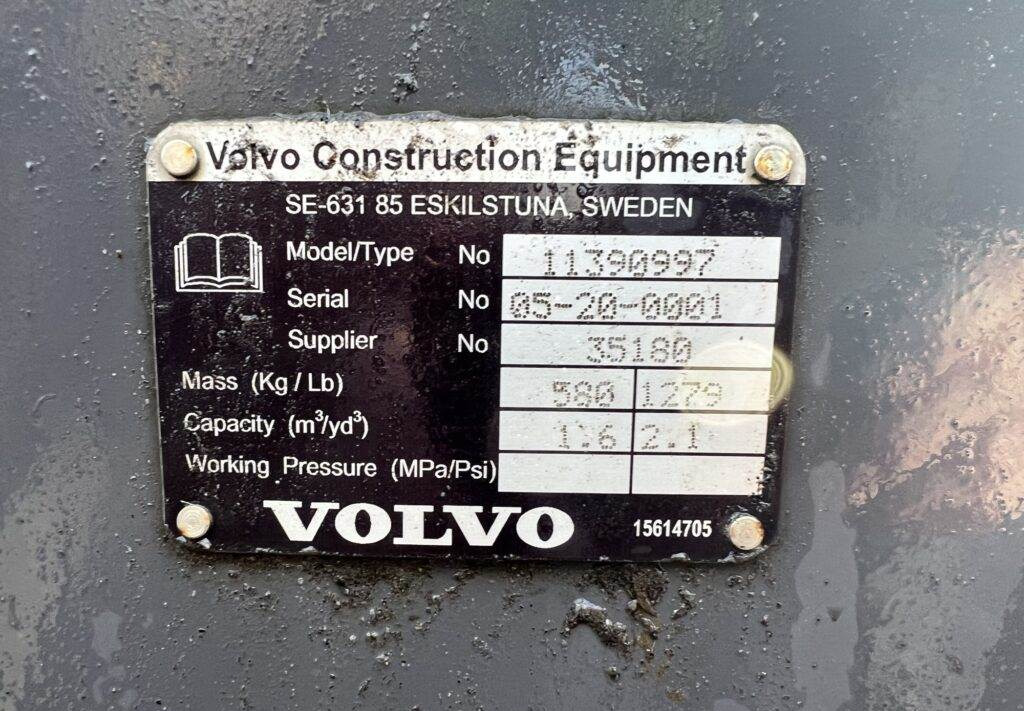 Volvo Construction Equipment
SE-631 85 ESKILSTUNA, SWEDEN
Model/Type No 11390997
Serial No 05-20-0001
Supplier No 35180
Mass (Kg / Lb) 580 1279
Capacity (m³/yd³) 1.6 2.1
Working Pressure (MPa/Psi)
VOLVO 15614705